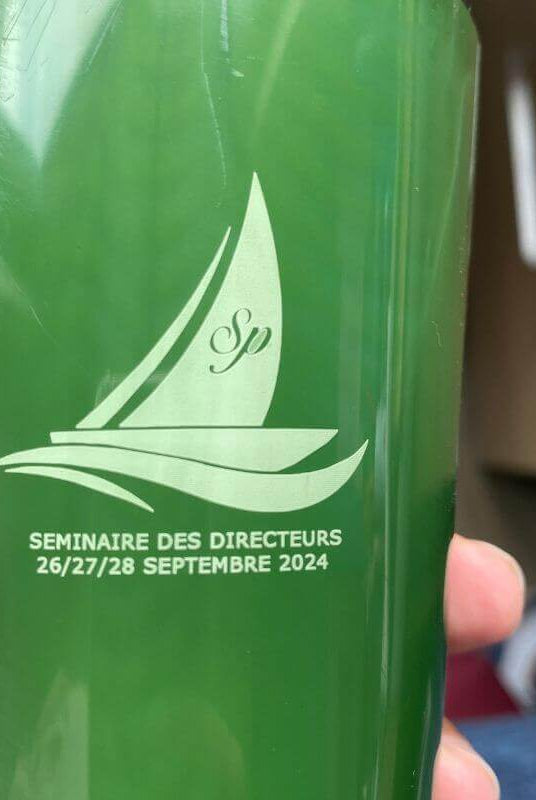 Sp
SEMINAIRE DES DIRECTEURS
26/27/28 SEPTEMBRE 2024